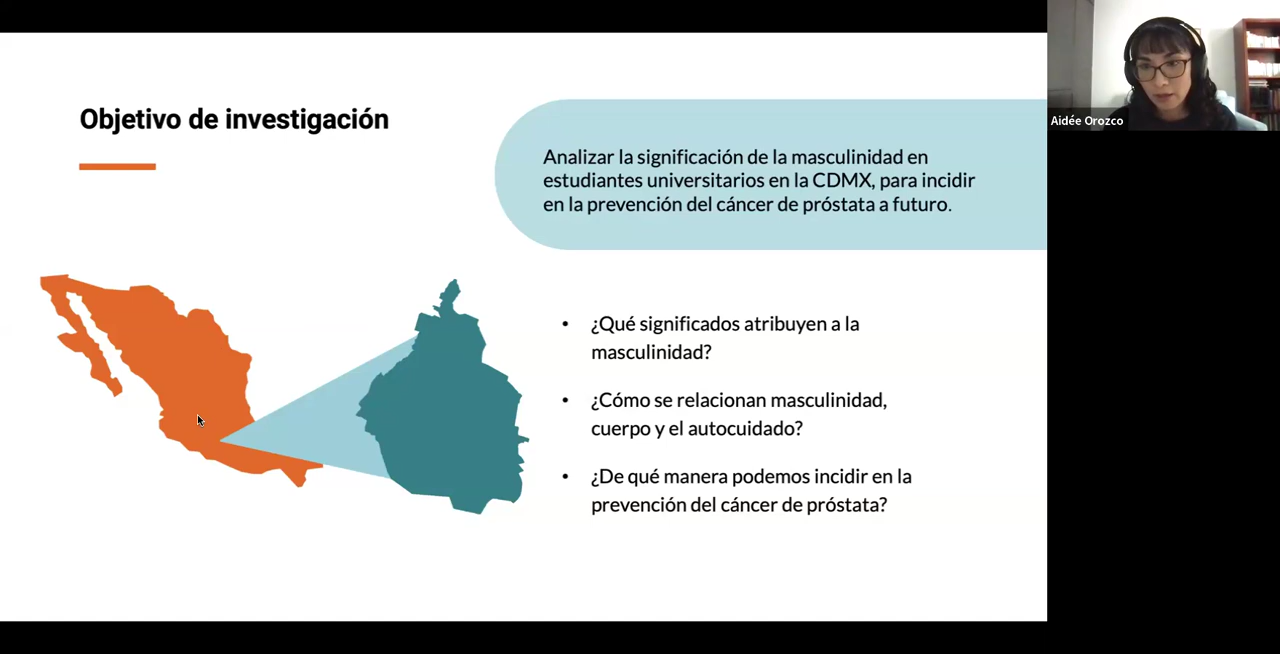 Objetivo de investigación
Analizar la significación de la masculinidad en
estudiantes universitarios en la CDMX, para incidir
en la prevención del cáncer de próstata a futuro.
• ¿Qué significados atribuyen a la
masculinidad?
• ¿Cómo se relacionan masculinidad,
cuerpo y el autocuidado?
• ¿De qué manera podemos incidir en la
prevención del cáncer de próstata?
Aidée Orozco